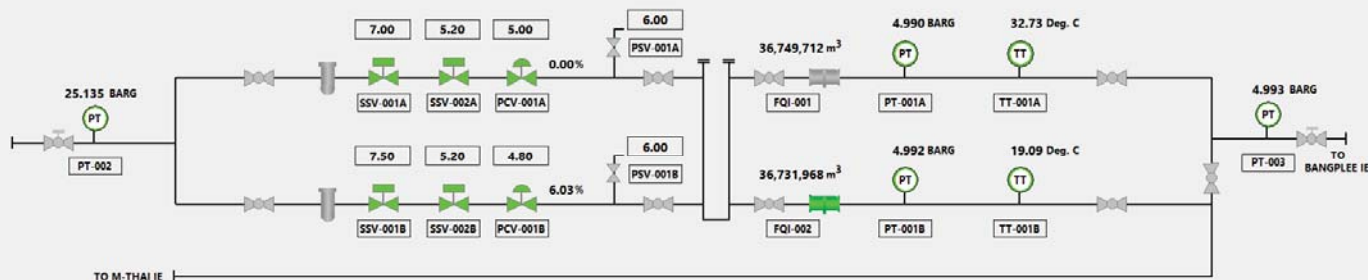 7.00 5.20 5.00 6.00
PSV-001A
36,749,712 m³ 4.990 BARG 32.73 Deg. C
0.00%
PT TT
25.135 BARG
PT
SSV-001A SSV-002A PCV-001A FQI-001 PT-001A TT-001A
4.993 BARG
PT
PT-002
7.50 5.20 4.80 6.00
PSV-001B
PT-003
TO
BANGPLEE IE
36,731,968 m³ 4.992 BARG 19.09 Deg. C
6.03%
PT TT
SSV-001B SSV-002B PCV-001B FQI-002 PT-001B TT-001B
TO M-THAI IE